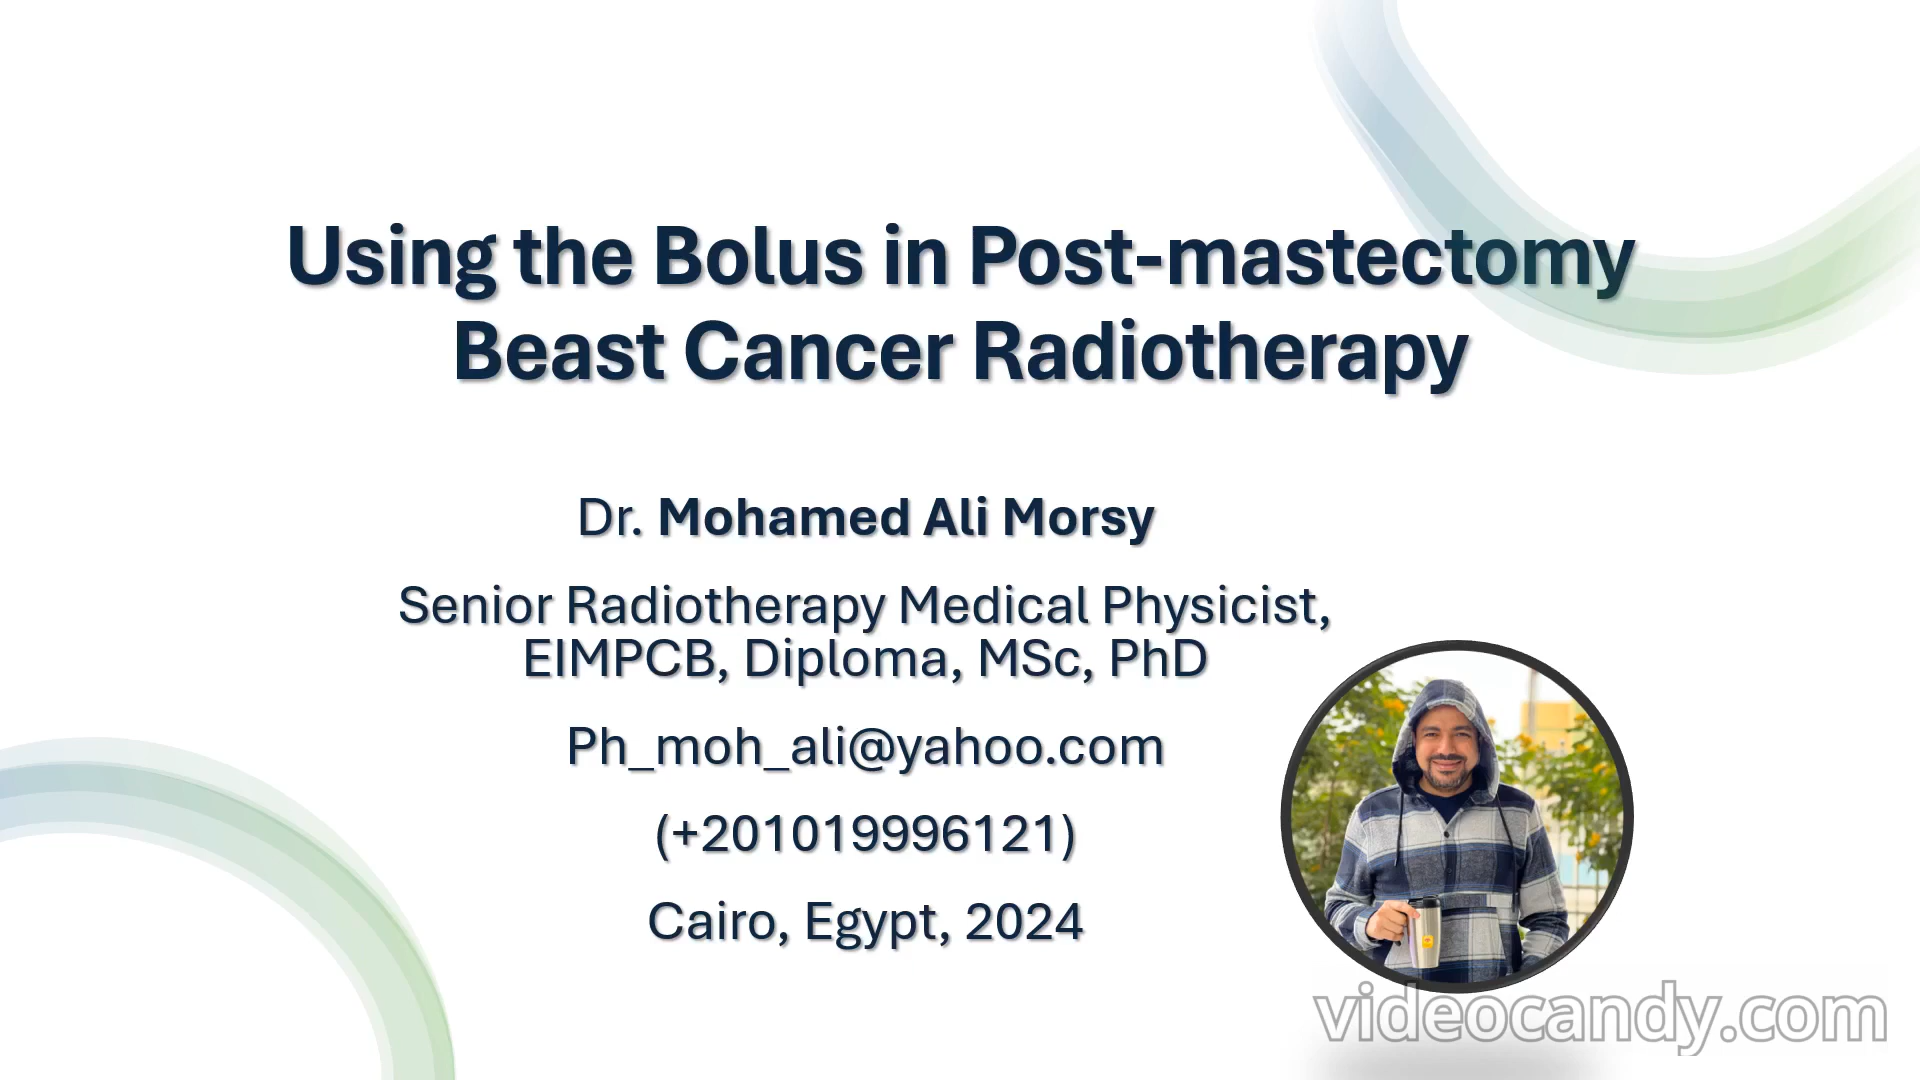 Using the Bolus in Post-mastectomy
Beast Cancer Radiotherapy
Dr. Mohamed Ali Morsy
Senior Radiotherapy Medical Physicist,
EIMPCB, Diploma, MSc, PhD
Ph_moh_ali@yahoo.com
(+201019996121)
Cairo, Egypt, 2024
videocandy.com